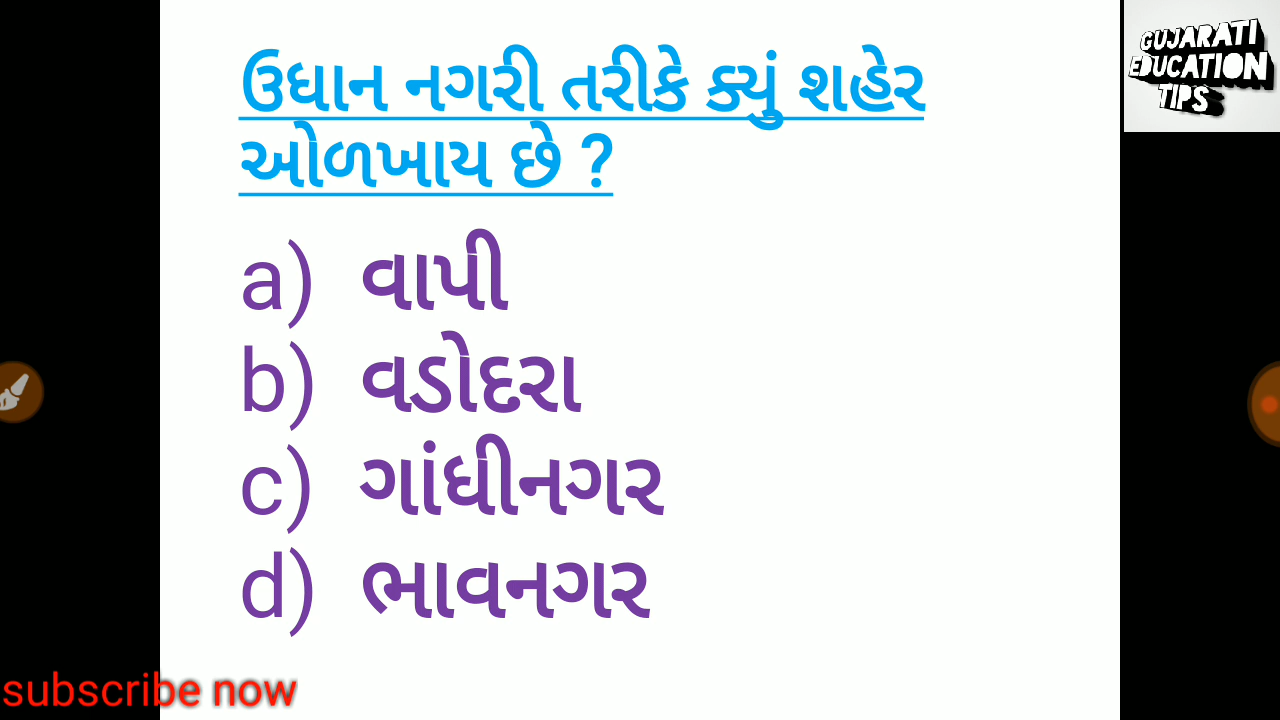 ઉધાન નગરી તરીકે ક્યું શહેર
ઓળખાય છે ?
a) વાપી
b) વડોદરા
c) ગાંધીનગર
d) ભાવનગર
GUJARATI
EDUCATION
TIPS
subscribe now